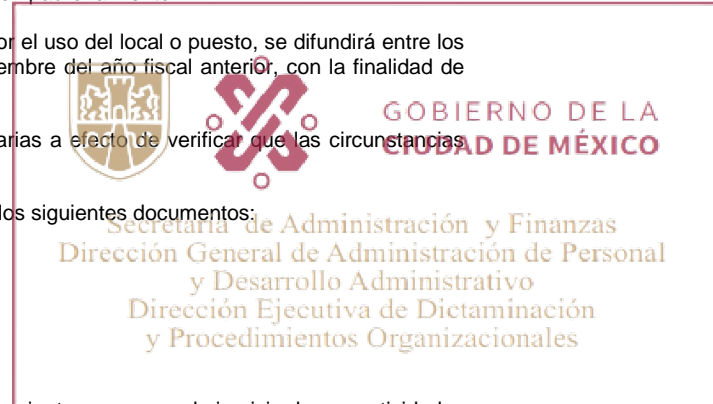 or el uso del local o puesto, se difundirá entre los
embre del año fiscal anterior, con la finalidad de
GOBIERNO DE LA
arias a efecto de verificar que las circunstancias
CIUDAD DE MÉXICO
los siguientes documentos:
Secretaría de Administración y Finanzas
Dirección General de Administración de Personal
y Desarrollo Administrativo
Dirección Ejecutiva de Dictaminación
y Procedimientos Organizacionales